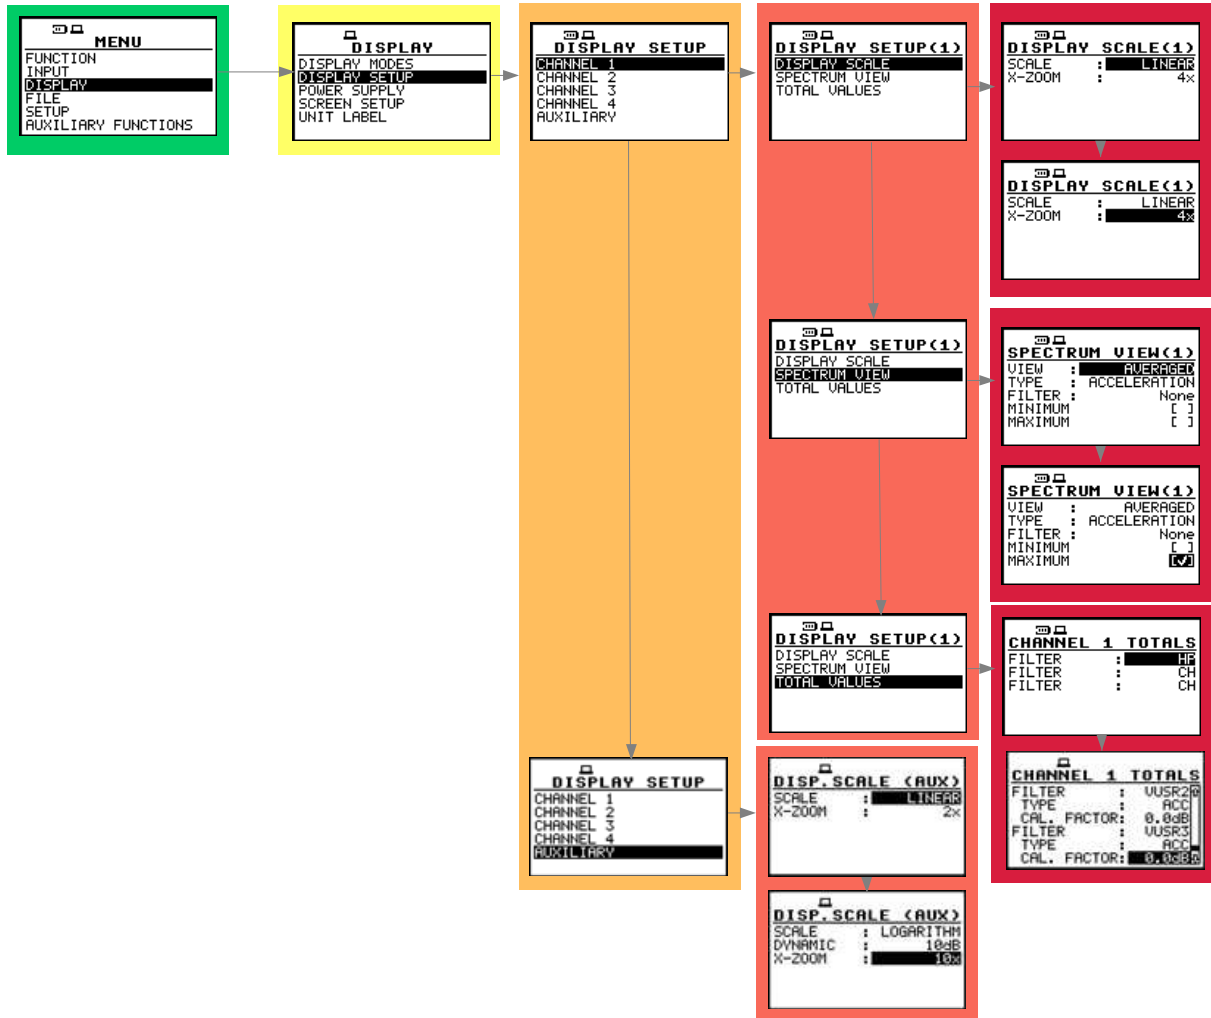 MENU
FUNCTION
INPUT
DISPLAY
FILE
SETUP
AUXILIARY FUNCTIONS
DISPLAY
DISPLAY MODES
DISPLAY SETUP
POWER SUPPLY
SCREEN SETUP
UNIT LABEL
DISPLAY SETUP
CHANNEL 1
CHANNEL 2
CHANNEL 3
CHANNEL 4
AUXILIARY
DISPLAY SETUP(1)
DISPLAY SCALE
SPECTRUM VIEW
TOTAL VALUES
DISPLAY SCALE(1)
SCALE : LINEAR
X-ZOOM : 4x
DISPLAY SCALE(1)
SCALE : LINEAR
X-ZOOM : 4x
DISPLAY SETUP(1)
DISPLAY SCALE
SPECTRUM VIEW
TOTAL VALUES
SPECTRUM VIEW(1)
VIEW : AVERAGED
TYPE : ACCELERATION
FILTER : None
MINIMUM [ ]
MAXIMUM [ ]
SPECTRUM VIEW(1)
VIEW : AVERAGED
TYPE : ACCELERATION
FILTER : None
MINIMUM [ ]
MAXIMUM [✓]
DISPLAY SETUP(1)
DISPLAY SCALE
SPECTRUM VIEW
TOTAL VALUES
CHANNEL 1 TOTALS
FILTER : HP
FILTER : CH
FILTER : CH
CHANNEL 1 TOTALS
FILTER : VUSR2
TYPE : ACC
CAL. FACTOR: 0.0dB
FILTER : VUSR3
TYPE : ACC
CAL. FACTOR: 0.0dB
DISPLAY SETUP
CHANNEL 1
CHANNEL 2
CHANNEL 3
CHANNEL 4
AUXILIARY
DISP.SCALE (AUX)
SCALE : LINEAR
X-ZOOM : 2x
DISP.SCALE (AUX)
SCALE : LOGARITHM
DYNAMIC : 10dB
X-ZOOM : 10x